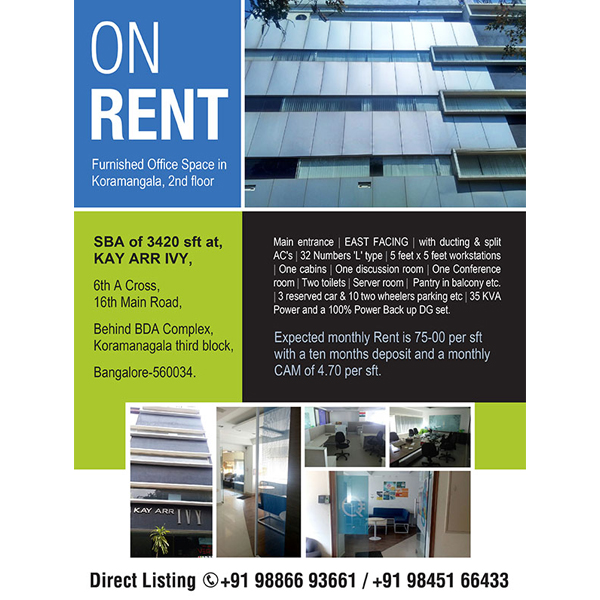 ON
RENT
Furnished Office Space in
Koramangala, 2nd floor
SBA of 3420 sft at,
KAY ARR IVY,
6th A Cross,
16th Main Road,
Behind BDA Complex,
Koramanagala third block,
Bangalore-560034.
Main entrance | EAST FACING | with ducting & split
AC's | 32 Numbers 'L' type | 5 feet x 5 feet workstations
| One cabins | One discussion room | One Conference
room | Two toilets | Server room | Pantry in balcony etc.
| 3 reserved car & 10 two wheelers parking etc | 35 KVA
Power and a 100% Power Back up DG set.
Expected monthly Rent is 75-00 per sft
with a ten months deposit and a monthly
CAM of 4.70 per sft.
KAY ARR IVY
Direct Listing +91 98866 93661 / +91 98451 66433